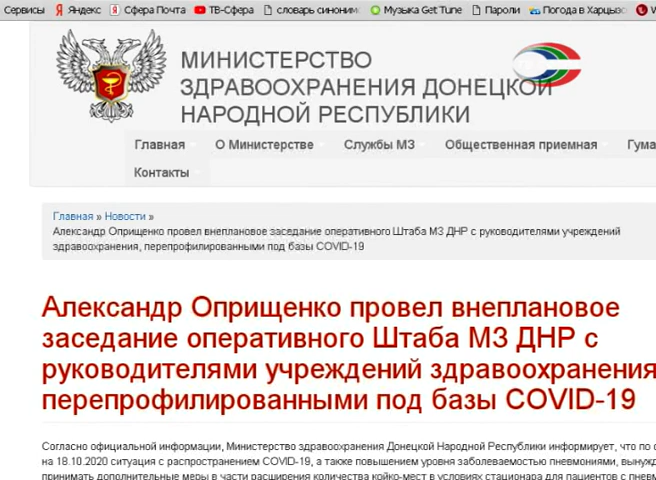 Сервисы Яндекс Сфера Почта ТВ-Сфера словарь синоним Музыка Get Tune Пароли Погода в Харцызс
МИНИСТЕРСТВО
ЗДРАВООХРАНЕНИЯ ДОНЕЦКОЙ
НАРОДНОЙ РЕСПУБЛИКИ
Главная О Министерстве Службы МЗ Общественная приемная Гума
Контакты
Главная » Новости »
Александр Оприщенко провел внеплановое заседание оперативного Штаба МЗ ДНР с руководителями учреждений
здравоохранения, перепрофилированными под базы COVID-19
Александр Оприщенко провел внеплановое
заседание оперативного Штаба МЗ ДНР с
руководителями учреждений здравоохранения
перепрофилированными под базы COVID-19
Согласно официальной информации, Министерство здравоохранения Донецкой Народной Республики информирует, что по с
на 18.10.2020 ситуация с распространением COVID-19, а также повышением уровня заболеваемостью пневмониями, вынужд
принимать дополнительные меры в части расширения количества койко-мест в условиях стационара для пациентов с пневм